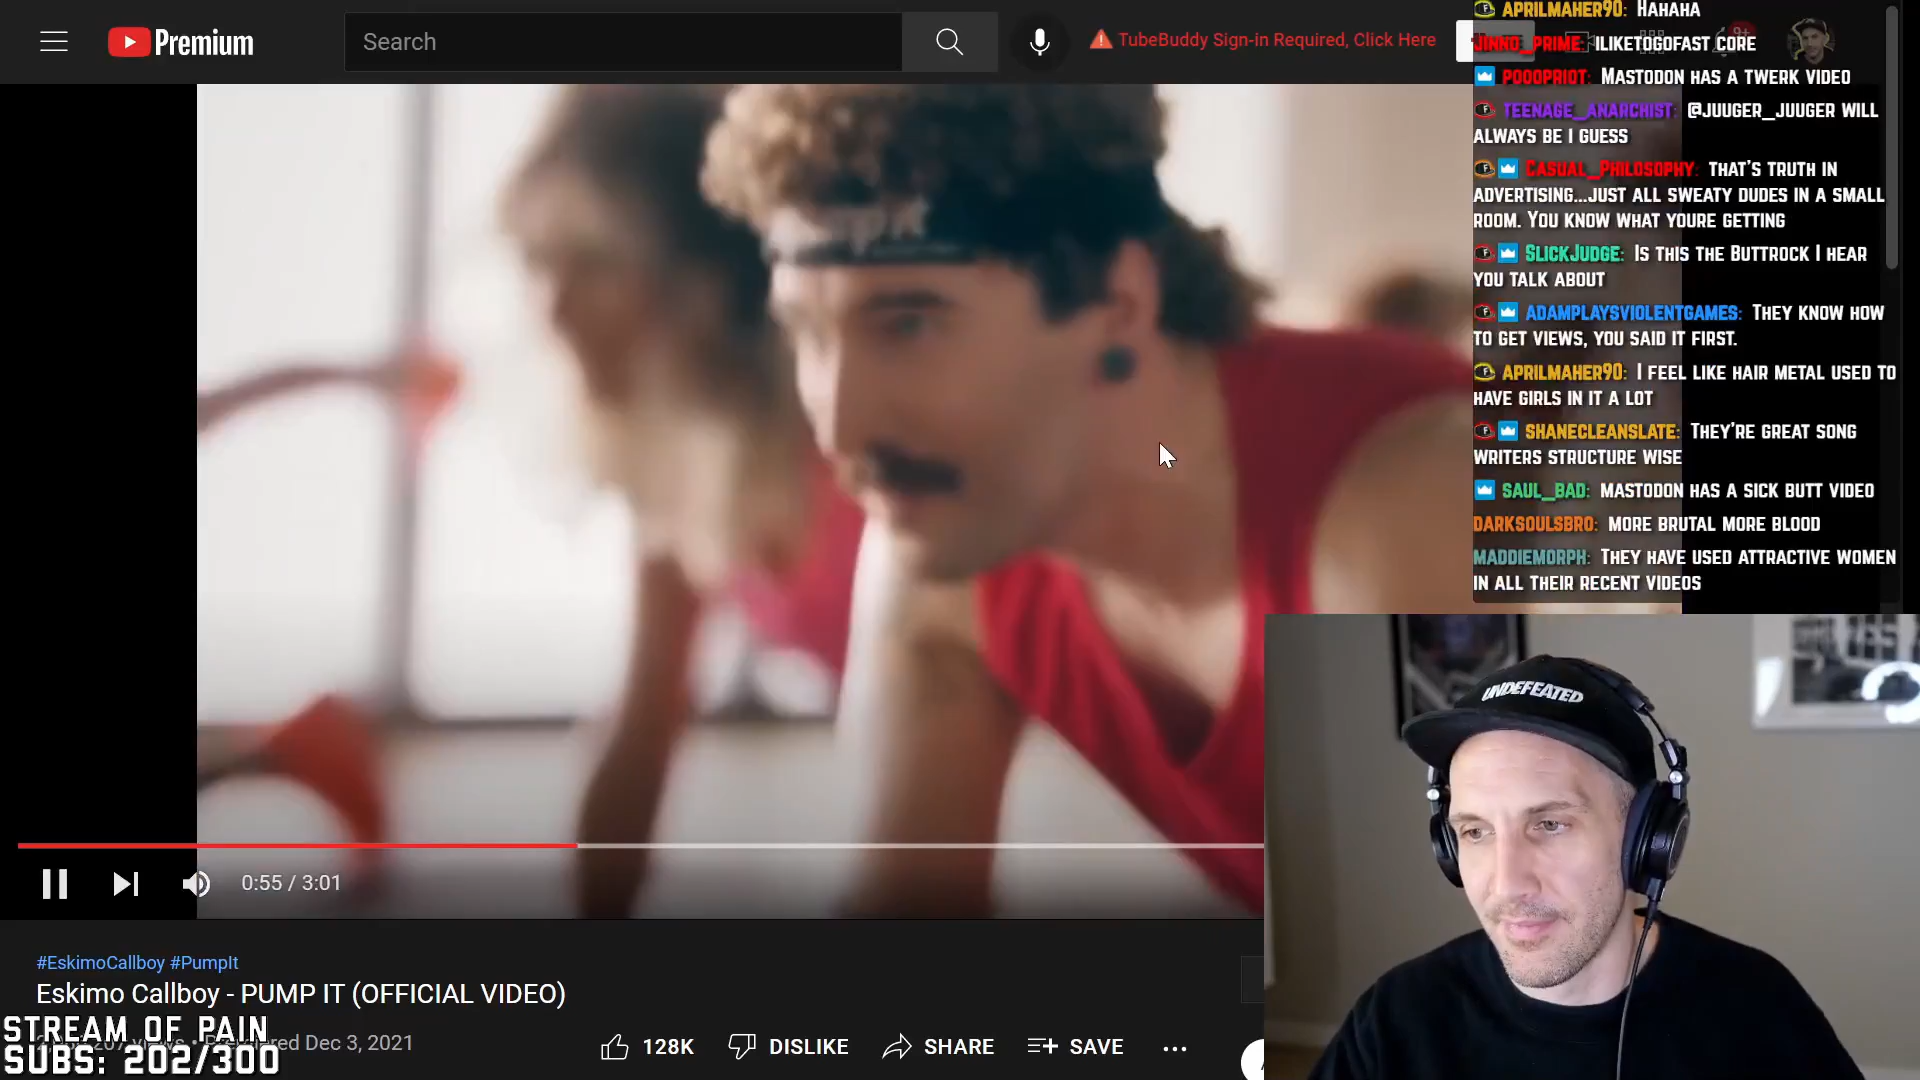 Premium
Search
TubeBuddy Sign-in Required, Click Here
9+
APRILMAHER90: HAHAHA
JINNO_PRIME: ILIKETOGOFAST CORE
POOOPRIOT: MASTODON HAS A TWERK VIDEO
TEENAGE_ANARCHIST: @JUUGER_JUUGER WILL
ALWAYS BE I GUESS
CASUAL_PHILOSOPHY: THAT'S TRUTH IN
ADVERTISING...JUST ALL SWEATY DUDES IN A SMALL
ROOM. YOU KNOW WHAT YOURE GETTING
SLICKJUDGE: IS THIS THE BUTTROCK I HEAR
YOU TALK ABOUT
ADAMPLAYSVIOLENTGAMES: THEY KNOW HOW
TO GET VIEWS, YOU SAID IT FIRST.
APRILMAHER90: I FEEL LIKE HAIR METAL USED TO
HAVE GIRLS IN IT A LOT
SHANECLEANSLATE: THEY'RE GREAT SONG
WRITERS STRUCTURE WISE
SAUL_BAD: MASTODON HAS A SICK BUTT VIDEO
DARKSOULSBRO: MORE BRUTAL MORE BLOOD
MADDIEMORPH: THEY HAVE USED ATTRACTIVE WOMEN
IN ALL THEIR RECENT VIDEOS
UNDEFEATED
0:55 / 3:01
#EskimoCallboy #PumpIt
Eskimo Callboy - PUMP IT (OFFICIAL VIDEO)
STREAM OF PAIN
SUBS: 202/300
Dec 3, 2021
128K
DISLIKE
SHARE
SAVE